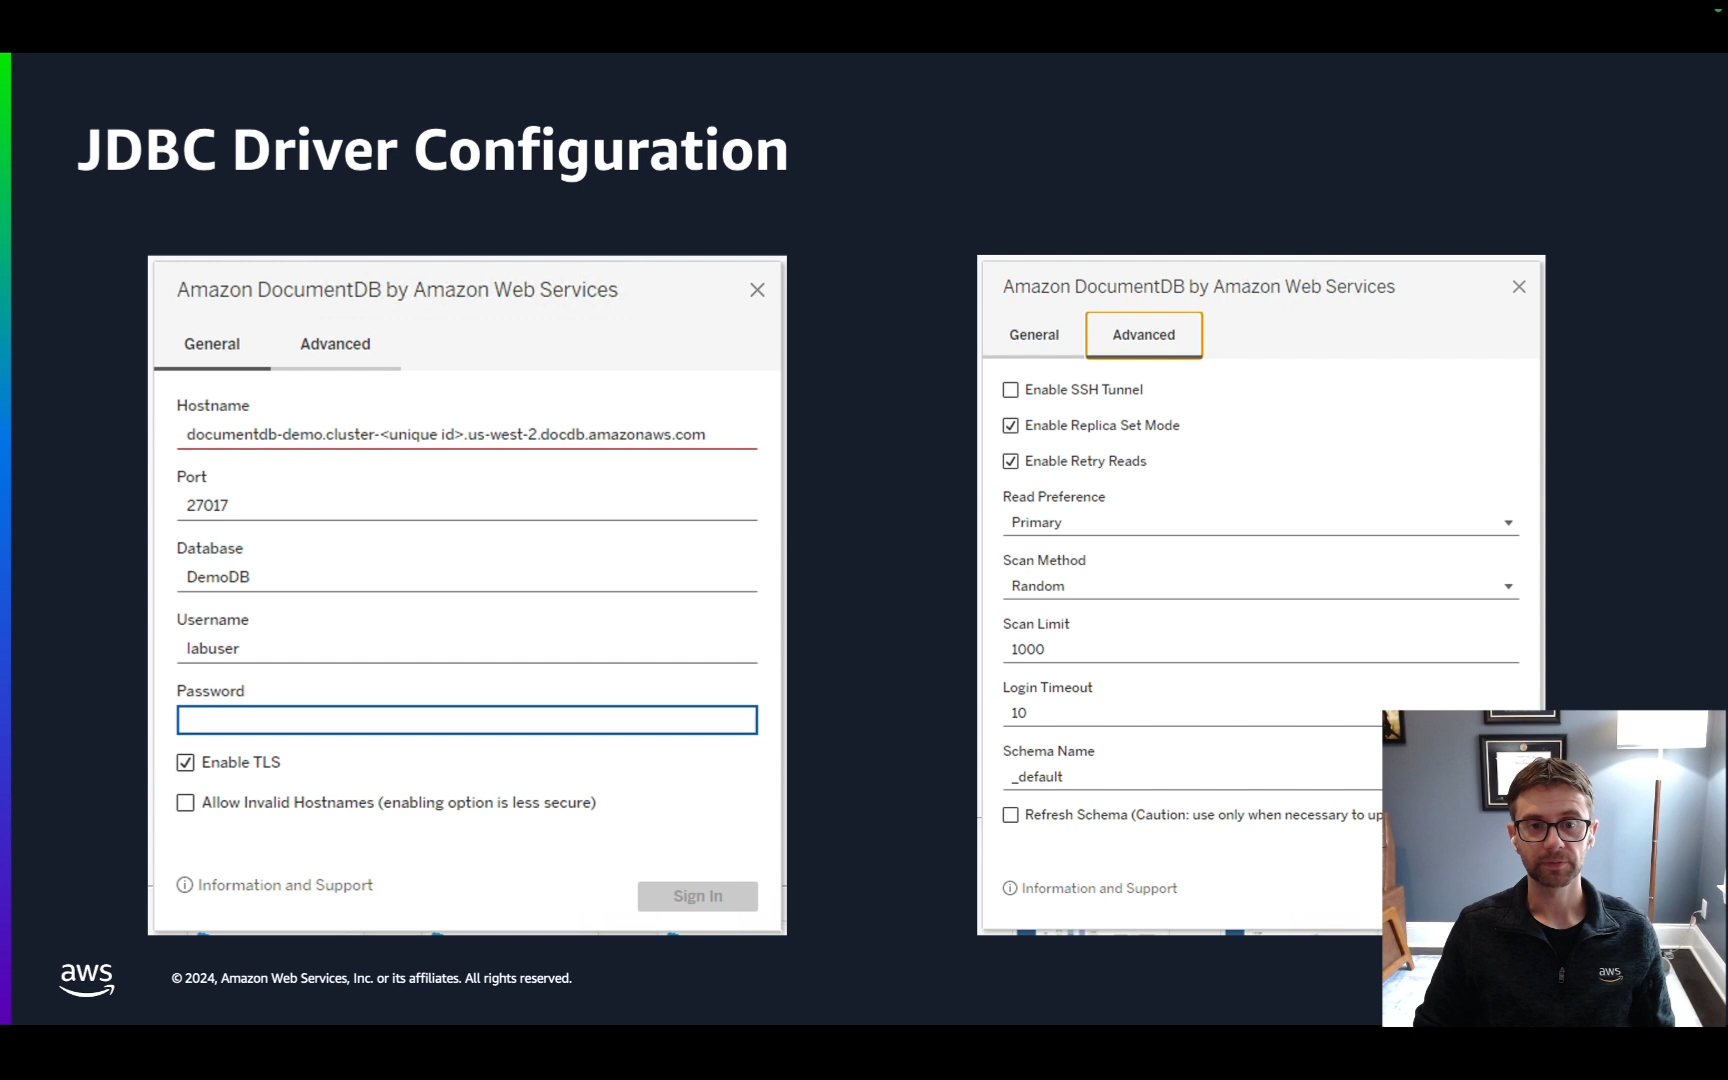 JDBC Driver Configuration
Amazon DocumentDB by Amazon Web Services
General Advanced
Hostname
documentdb-demo.cluster-<unique id>.us-west-2.docdb.amazonaws.com
Port
27017
Database
DemoDB
Username
labuser
Password
Enable TLS
Allow Invalid Hostnames (enabling option is less secure)
Information and Support
Sign In
Amazon DocumentDB by Amazon Web Services
General Advanced
Enable SSH Tunnel
Enable Replica Set Mode
Enable Retry Reads
Read Preference
Primary
Scan Method
Random
Scan Limit
1000
Login Timeout
10
Schema Name
_default
Refresh Schema (Caution: use only when necessary to up
Information and Support
aws
aws
© 2024, Amazon Web Services, Inc. or its affiliates. All rights reserved.